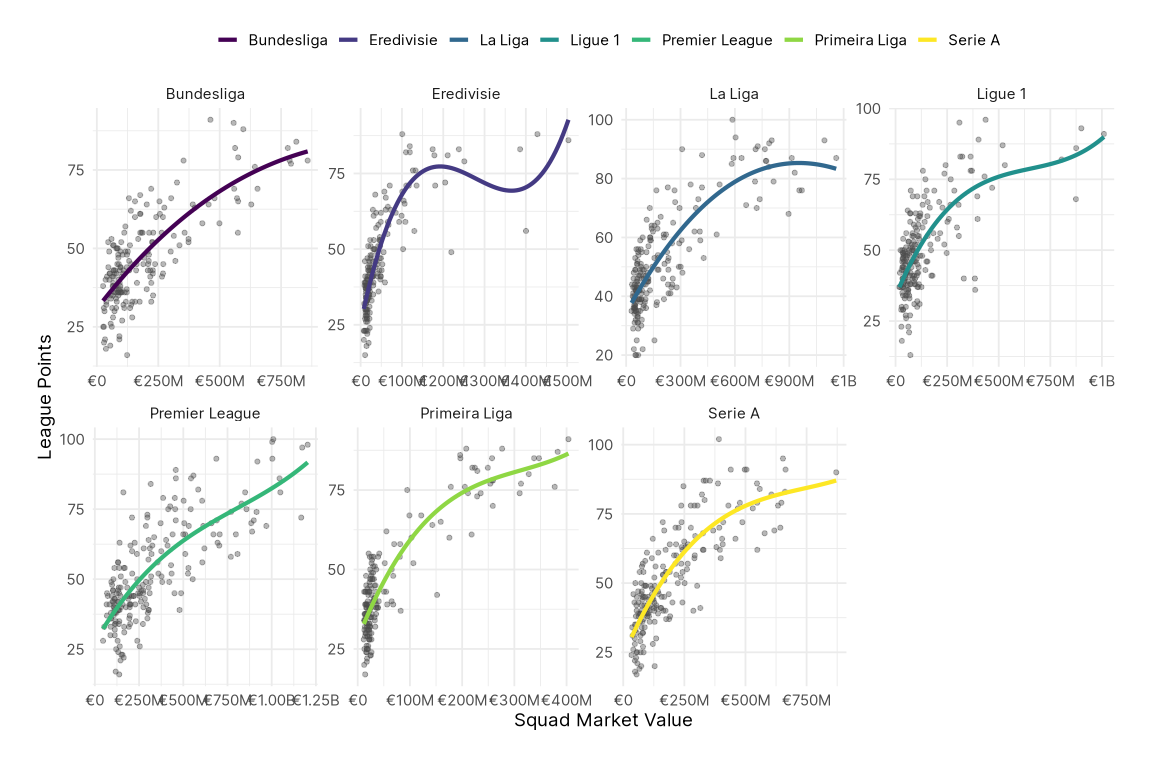 Bundesliga Eredivisie La Liga Ligue 1 Premier League Primeira Liga Serie A
Bundesliga Eredivisie La Liga Ligue 1
75
50
25
€0 €250M €500M €750M
75
50
25
€0 €100M €200M €300M €400M €500M
100
80
60
40
20
€0 €300M €600M €900M €1B
100
75
50
25
€0 €250M €500M €750M €1B
League Points
Premier League Primeira Liga Serie A
100
75
50
25
€0 €250M €500M €750M €1.00B €1.25B
75
50
25
€0 €100M €200M €300M €400M
100
75
50
25
€0 €250M €500M €750M
Squad Market Value